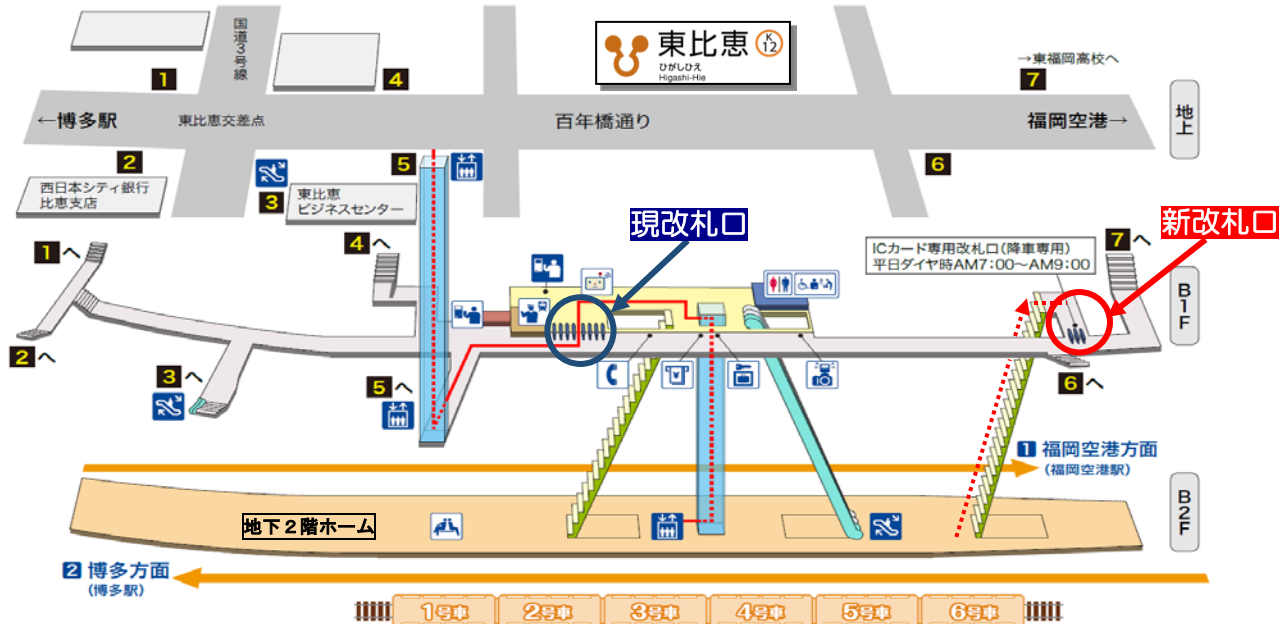 国道3号線
東比恵
K
12
ひがしひえ
Higashi-Hie
→東福岡高校へ
1
4
7
←博多駅
東比恵交差点
百年橋通り
福岡空港→
地上
2
3
5
6
西日本シティ銀行
比恵支店
東比恵
ビジネスセンター
現改札口
新改札口
ICカード専用改札口(降車専用)
平日ダイヤ時AM7:00～AM9:00
1へ
4へ
7へ
B1F
2へ
3へ
5へ
6へ
1 福岡空港方面
(福岡空港駅)
地下2階ホーム
B2F
2 博多方面
(博多駅)
1号車
2号車
3号車
4号車
5号車
6号車